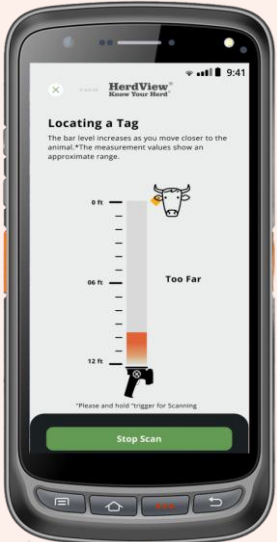 9:41
HerdView®
Know Your Herd®
Locating a Tag
The bar level increases as you move closer to the
animal.*The measurement values show an
approximate range.
0 ft
06 ft
Too Far
12 ft
*Please and hold "trigger for Scanning
Stop Scan